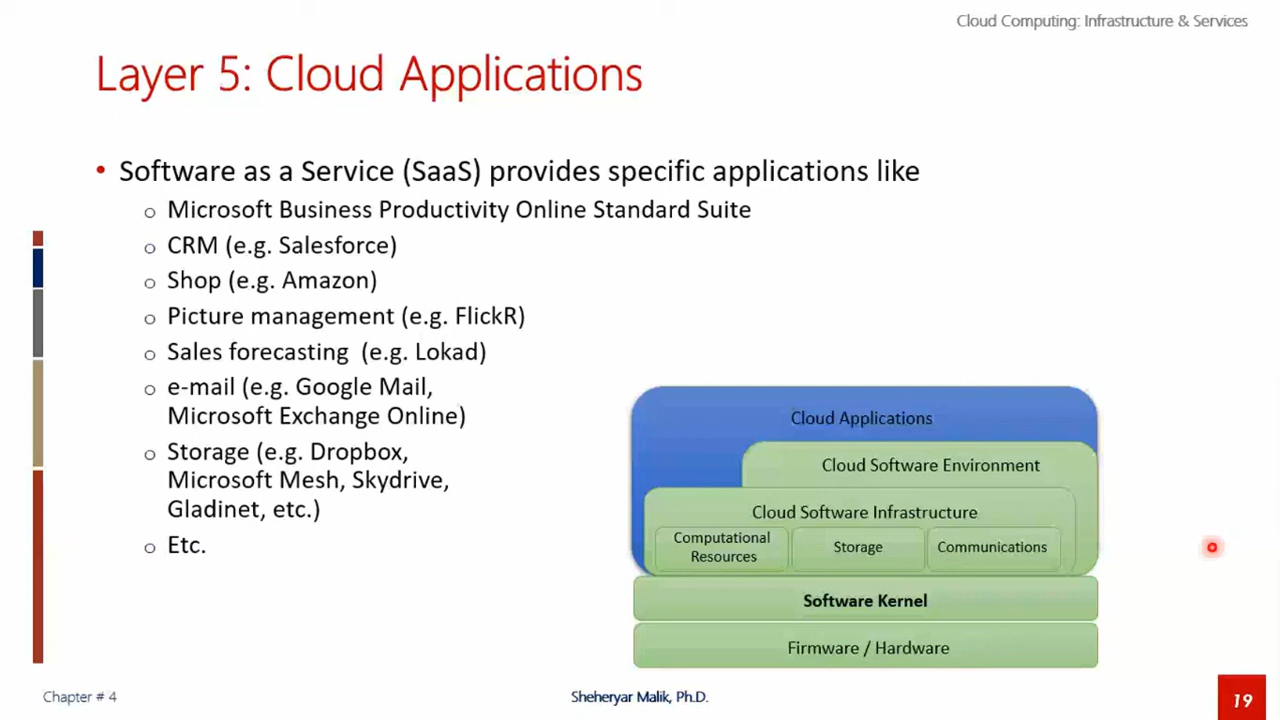 Cloud Computing: Infrastructure & Services
Layer 5: Cloud Applications
• Software as a Service (SaaS) provides specific applications like
o Microsoft Business Productivity Online Standard Suite
o CRM (e.g. Salesforce)
o Shop (e.g. Amazon)
o Picture management (e.g. FlickR)
o Sales forecasting (e.g. Lokad)
o e-mail (e.g. Google Mail,
Microsoft Exchange Online)
o Storage (e.g. Dropbox,
Microsoft Mesh, Skydrive,
Gladinet, etc.)
o Etc.
Cloud Applications
Cloud Software Environment
Cloud Software Infrastructure
Computational
Resources
Storage
Communications
Software Kernel
Firmware / Hardware
Chapter # 4
Sheheryar Malik, Ph.D.
19